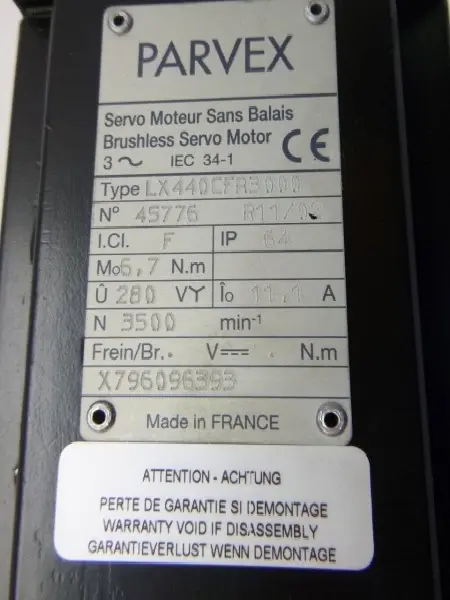 PARVEX
Servo Moteur Sans Balais
Brushless Servo Motor CE
3 ~ IEC 34-1
Type LX440CFR3000
N° 45776
I.Cl. F IP 64
Mo 6,7 N.m
Û 280 VY Îo 11,1 A
N 3500 min-1
Frein/Br. V⎓ N.m
X796096393
Made in FRANCE
ATTENTION - ACHTUNG
PERTE DE GARANTIE SI DEMONTAGE
WARRANTY VOID IF DISASSEMBLY
GARANTIEVERLUST WENN DEMONTAGE